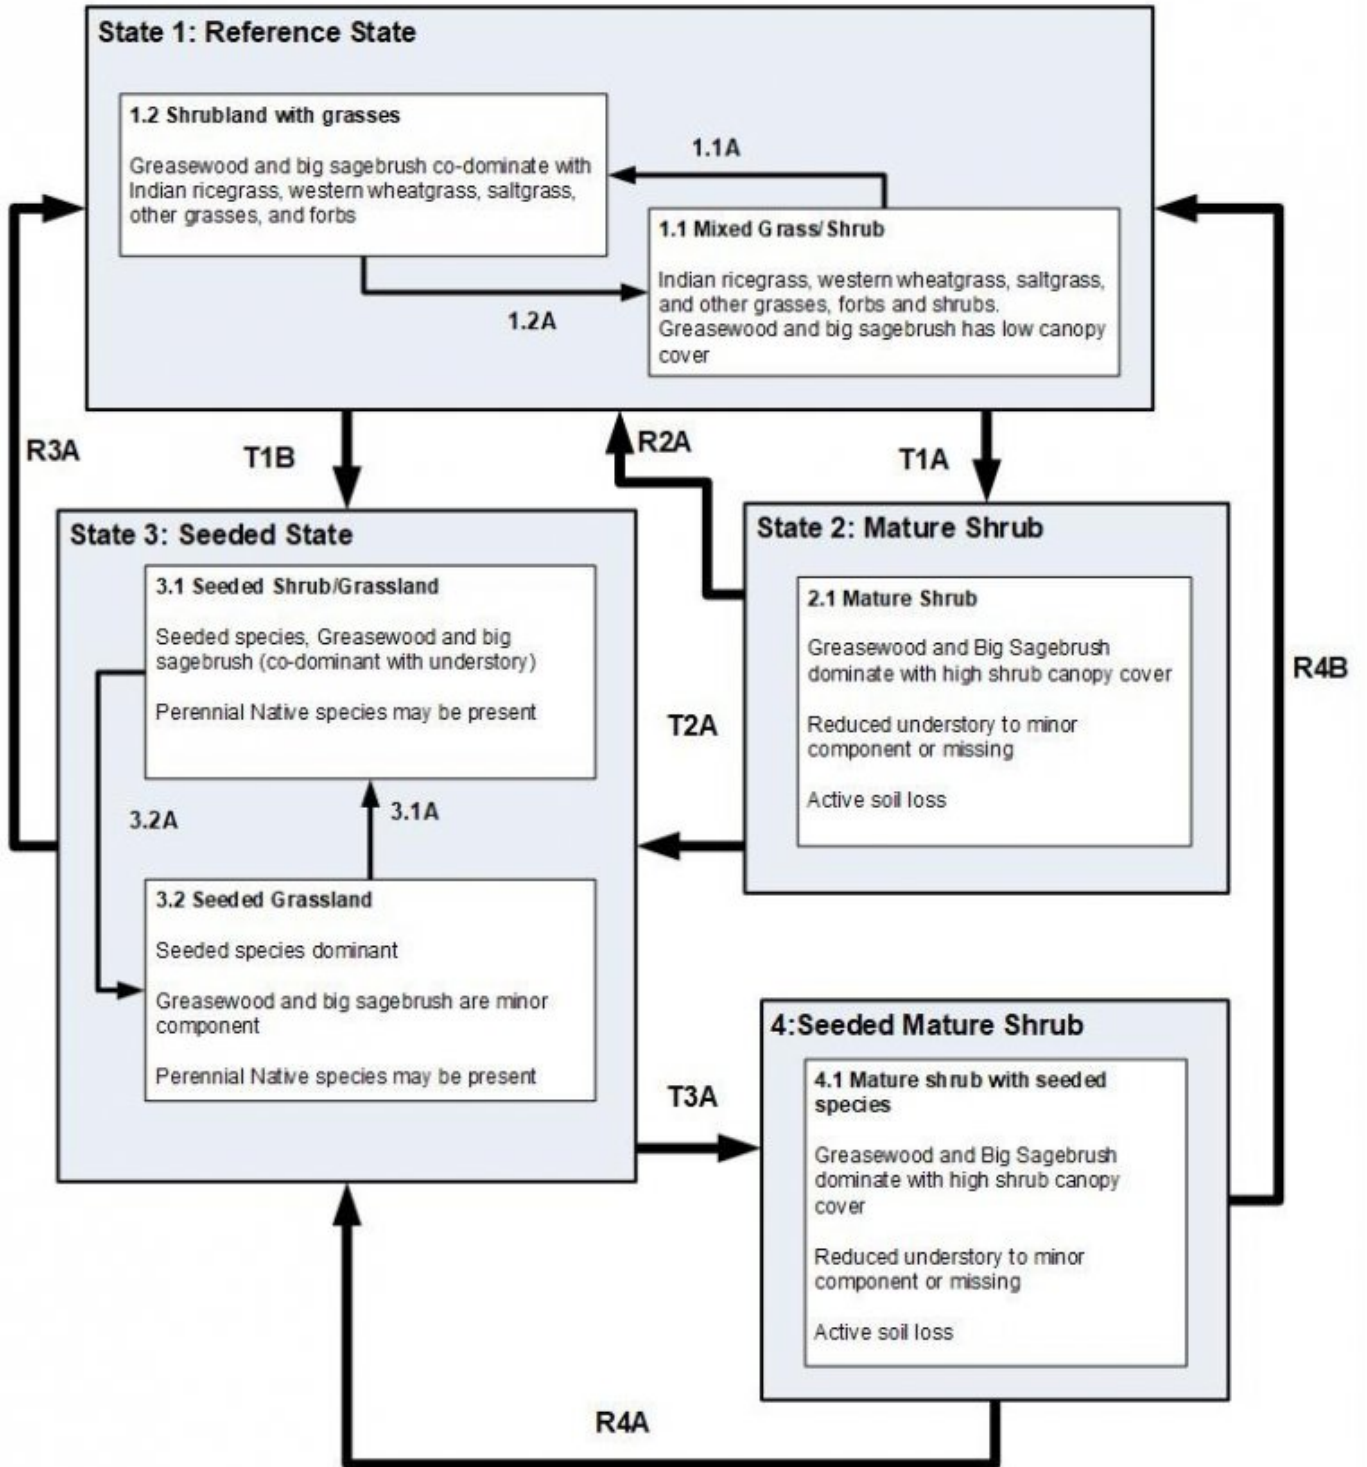 State 1: Reference State
1.2 Shrubland with grasses
Greasewood and big sagebrush co-dominate with
Indian ricegrass, western wheatgrass, saltgrass,
other grasses, and forbs
1.1A
1.1 Mixed Grass/Shrub
Indian ricegrass, western wheatgrass, saltgrass,
and other grasses, forbs and shrubs.
Greasewood and big sagebrush has low canopy
cover
1.2A
R3A
T1B
R2A
T1A
State 3: Seeded State
3.1 Seeded Shrub/Grassland
Seeded species, Greasewood and big
sagebrush (co-dominant with understory)
Perennial Native species may be present
3.2A
3.1A
3.2 Seeded Grassland
Seeded species dominant
Greasewood and big sagebrush are minor
component
Perennial Native species may be present
State 2: Mature Shrub
2.1 Mature Shrub
Greasewood and Big Sagebrush
dominate with high shrub canopy cover
Reduced understory to minor
component or missing
Active soil loss
T2A
R4B
T3A
4:Seeded Mature Shrub
4.1 Mature shrub with seeded
species
Greasewood and Big Sagebrush
dominate with high shrub canopy
cover
Reduced understory to minor
component or missing
Active soil loss
R4A